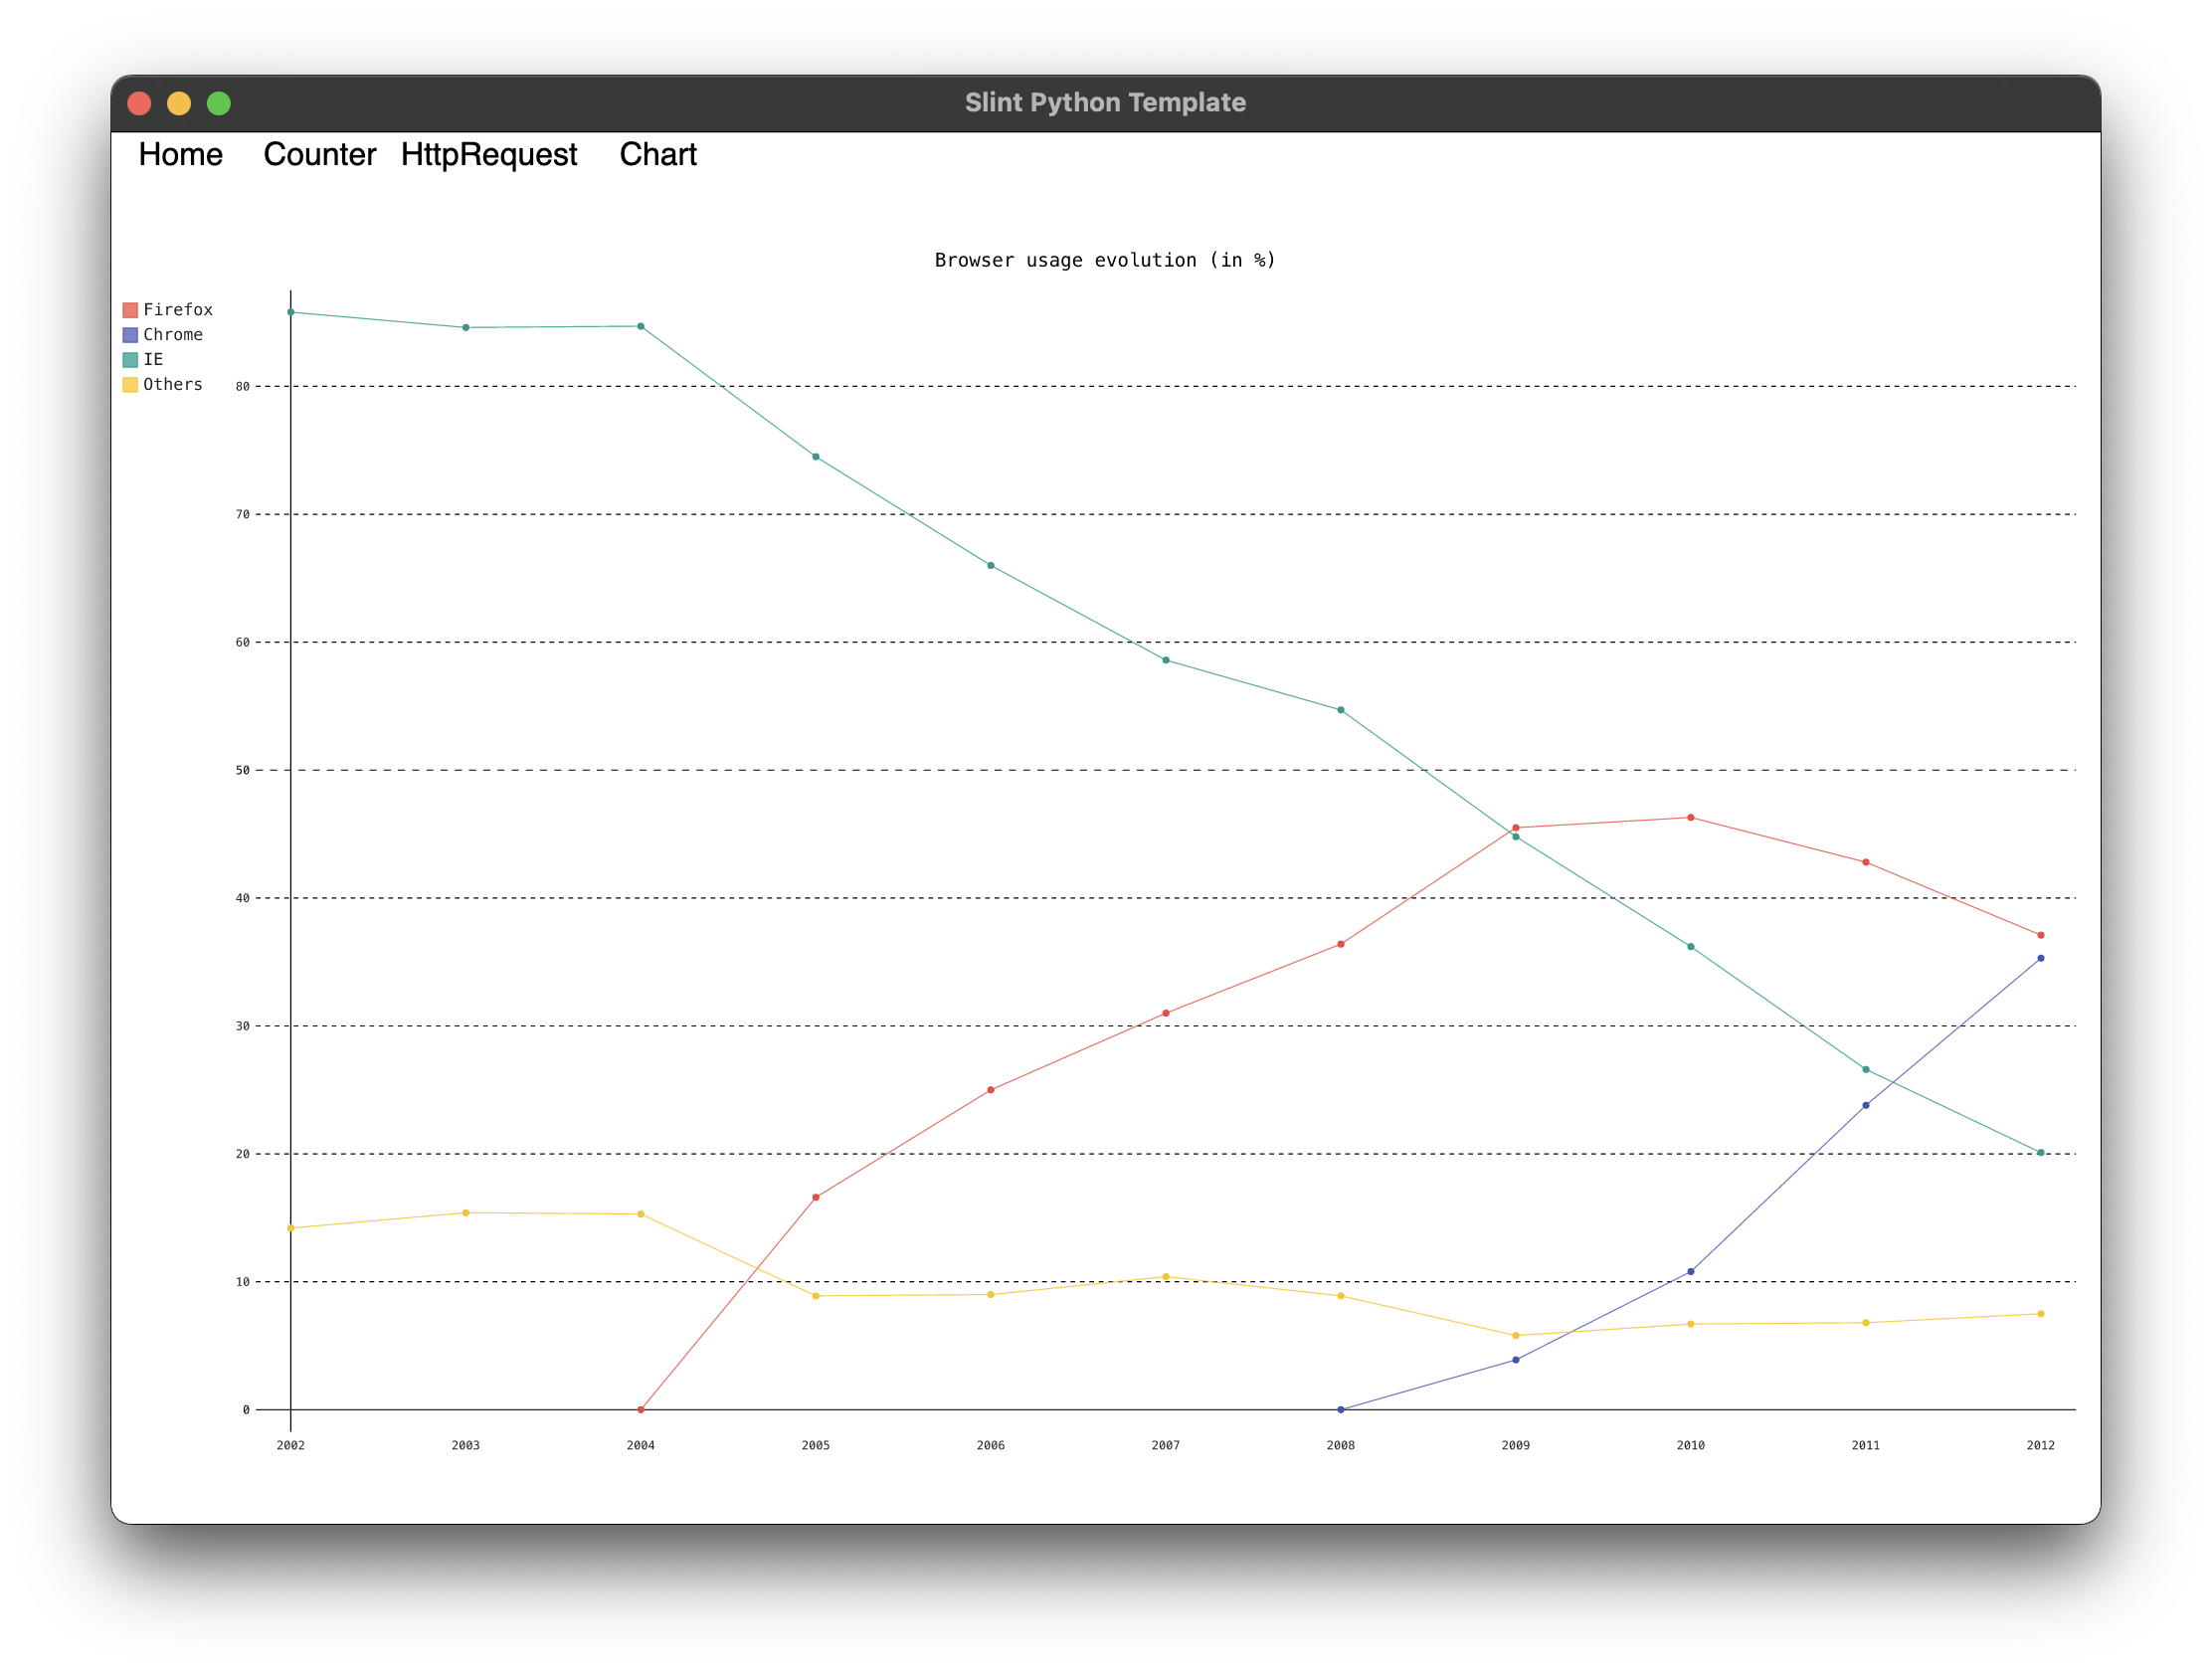 Slint Python Template
Home Counter HttpRequest Chart
Browser usage evolution (in %)
Firefox
Chrome
IE
Others
80
70
60
50
40
30
20
10
0
2002 2003 2004 2005 2006 2007 2008 2009 2010 2011 2012